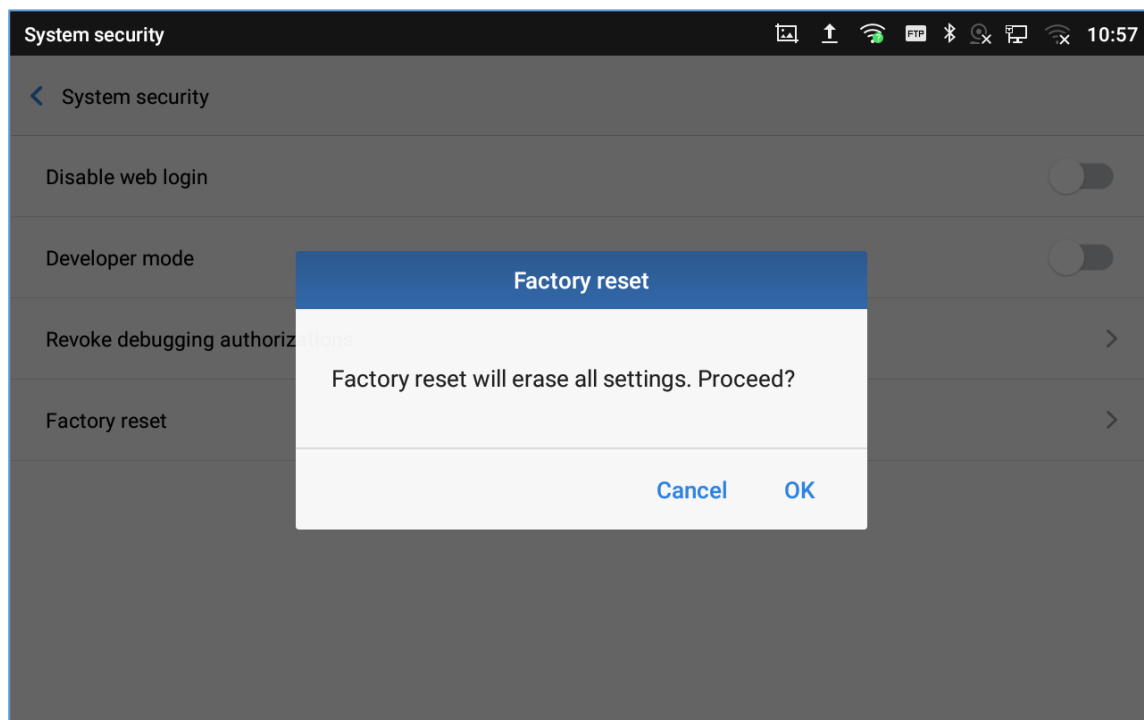 System security
FTP
10:57
System security
Disable web login
Developer mode
Factory reset
Revoke debugging authorizations
Factory reset will erase all settings. Proceed?
Factory reset
Cancel OK